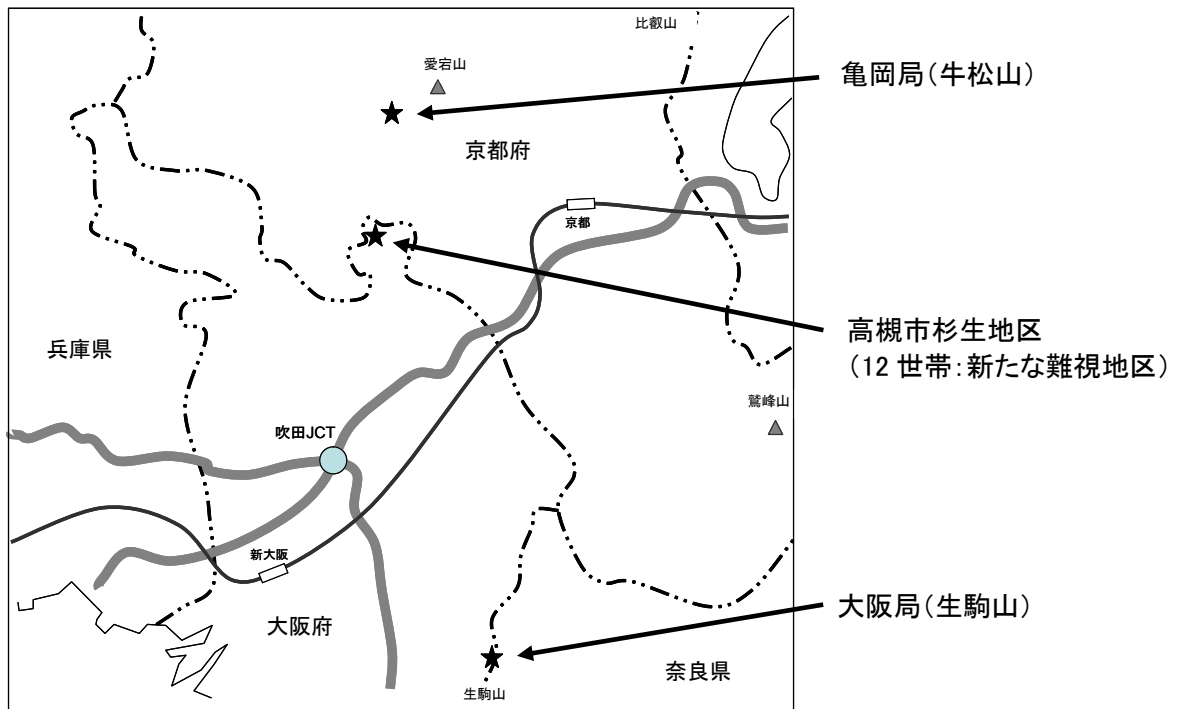 比叡山
愛宕山
亀岡局(牛松山)
京都府
京都
高槻市杉生地区
(12 世帯:新たな難視地区)
兵庫県
鷲峰山
吹田JCT
新大阪
大阪府
大阪局(生駒山)
奈良県
生駒山